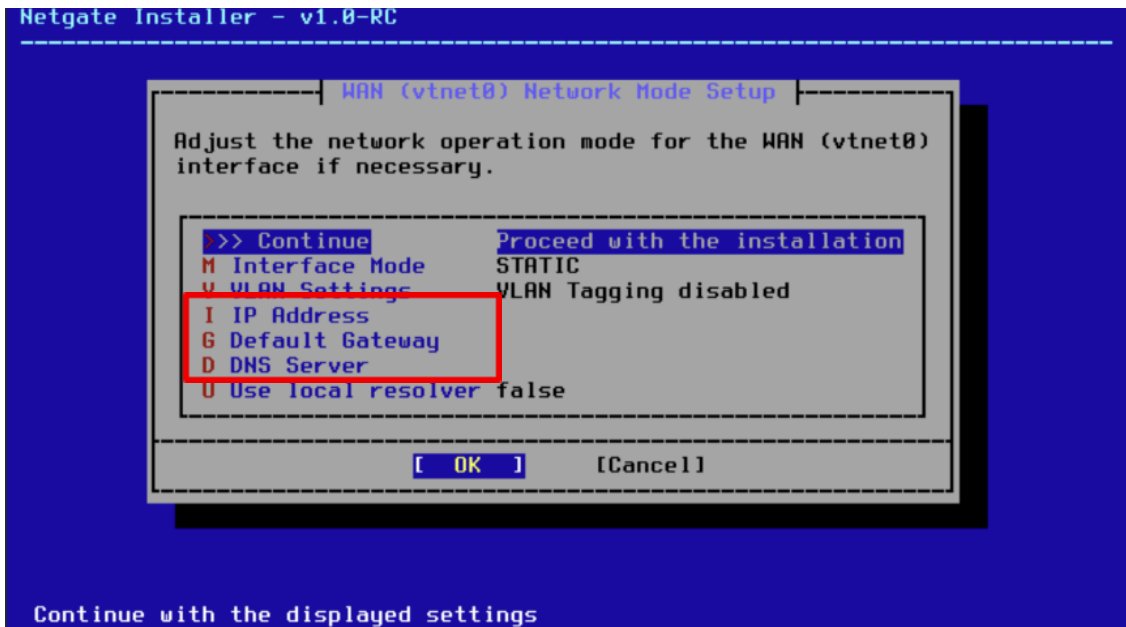 Netgate Installer - v1.0-RC
WAN (vtnet0) Network Mode Setup
Adjust the network operation mode for the WAN (vtnet0)
interface if necessary.
>>> Continue Proceed with the installation
M Interface Mode STATIC
V VLAN Settings VLAN Tagging disabled
I IP Address
G Default Gateway
D DNS Server
U Use local resolver false
[ OK ] [Cancel]
Continue with the displayed settings